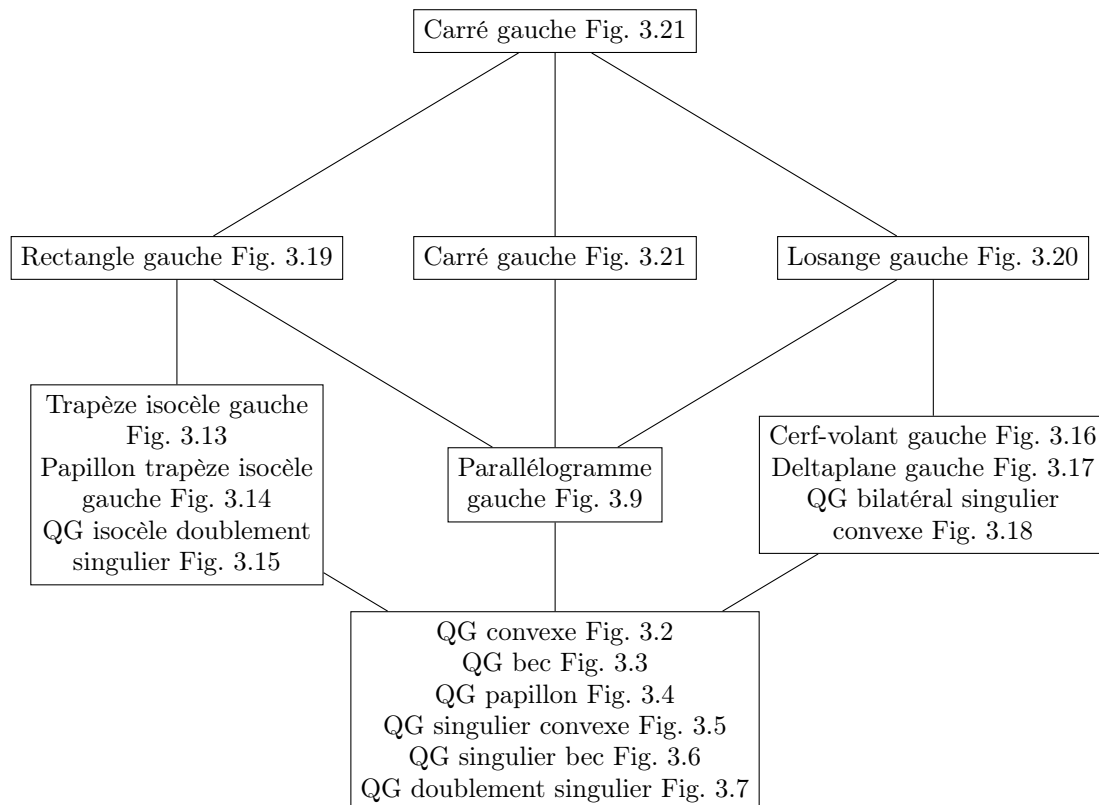 Carré gauche Fig. 3.21
Rectangle gauche Fig. 3.19
Carré gauche Fig. 3.21
Losange gauche Fig. 3.20
Trapèze isocèle gauche
Fig. 3.13
Papillon trapèze isocèle
gauche Fig. 3.14
QG isocèle doublement
singulier Fig. 3.15
Parallélogramme
gauche Fig. 3.9
Cerf-volant gauche Fig. 3.16
Deltaplane gauche Fig. 3.17
QG bilatéral singulier
convexe Fig. 3.18
QG convexe Fig. 3.2
QG bec Fig. 3.3
QG papillon Fig. 3.4
QG singulier convexe Fig. 3.5
QG singulier bec Fig. 3.6
QG doublement singulier Fig. 3.7